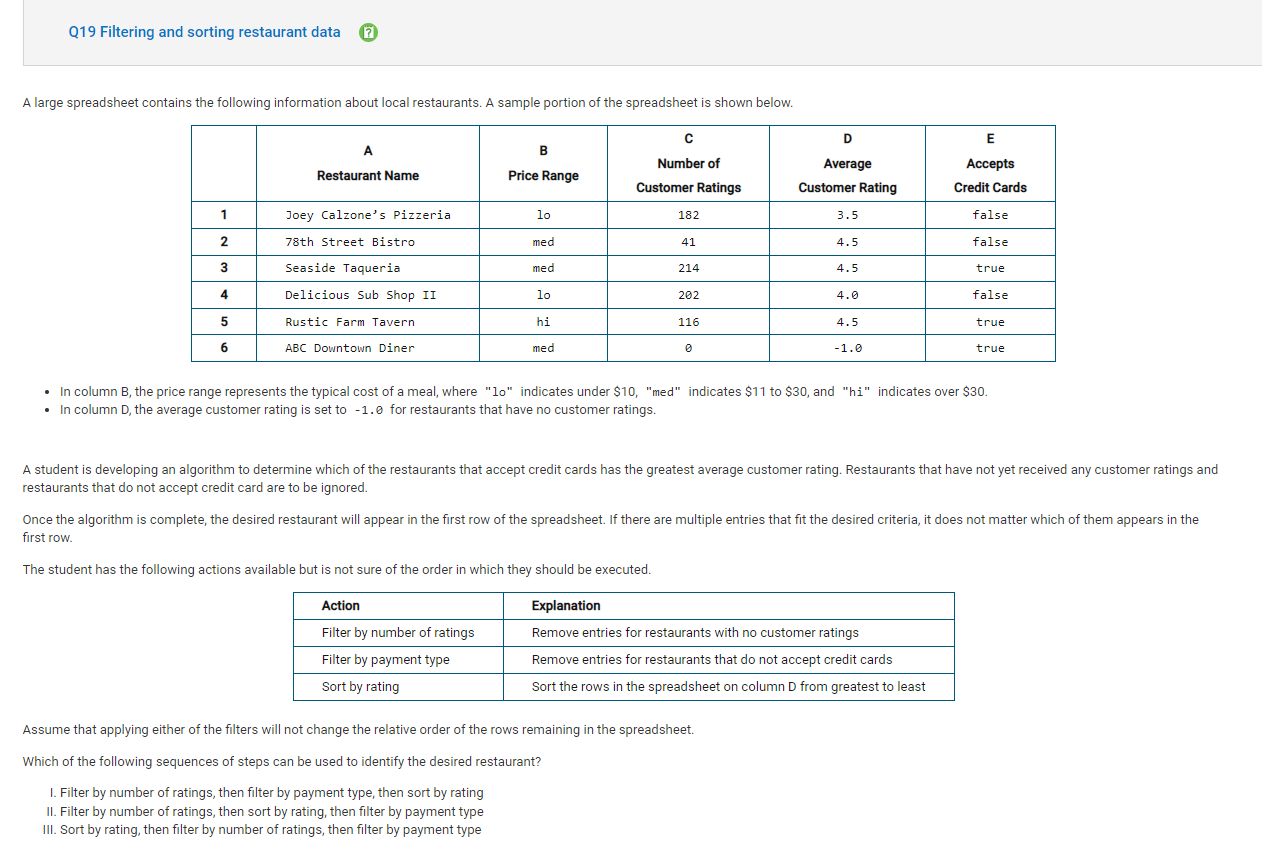 Q19 Filtering and sorting restaurant data ?
A large spreadsheet contains the following information about local restaurants. A sample portion of the spreadsheet is shown below.
A Restaurant Name B Price Range C Number of Customer Ratings D Average Customer Rating E Accepts Credit Cards
1 Joey Calzone’s Pizzeria lo 182 3.5 false
2 78th Street Bistro med 41 4.5 false
3 Seaside Taqueria med 214 4.5 true
4 Delicious Sub Shop II lo 202 4.0 false
5 Rustic Farm Tavern hi 116 4.5 true
6 ABC Downtown Diner med 0 -1.0 true
• In column B, the price range represents the typical cost of a meal, where "lo" indicates under $10, "med" indicates $11 to $30, and "hi" indicates over $30.
• In column D, the average customer rating is set to -1.0 for restaurants that have no customer ratings.
A student is developing an algorithm to determine which of the restaurants that accept credit cards has the greatest average customer rating. Restaurants that have not yet received any customer ratings and
restaurants that do not accept credit card are to be ignored.
Once the algorithm is complete, the desired restaurant will appear in the first row of the spreadsheet. If there are multiple entries that fit the desired criteria, it does not matter which of them appears in the
first row.
The student has the following actions available but is not sure of the order in which they should be executed.
Action Explanation
Filter by number of ratings Remove entries for restaurants with no customer ratings
Filter by payment type Remove entries for restaurants that do not accept credit cards
Sort by rating Sort the rows in the spreadsheet on column D from greatest to least
Assume that applying either of the filters will not change the relative order of the rows remaining in the spreadsheet.
Which of the following sequences of steps can be used to identify the desired restaurant?
I. Filter by number of ratings, then filter by payment type, then sort by rating
II. Filter by number of ratings, then sort by rating, then filter by payment type
III. Sort by rating, then filter by number of ratings, then filter by payment type